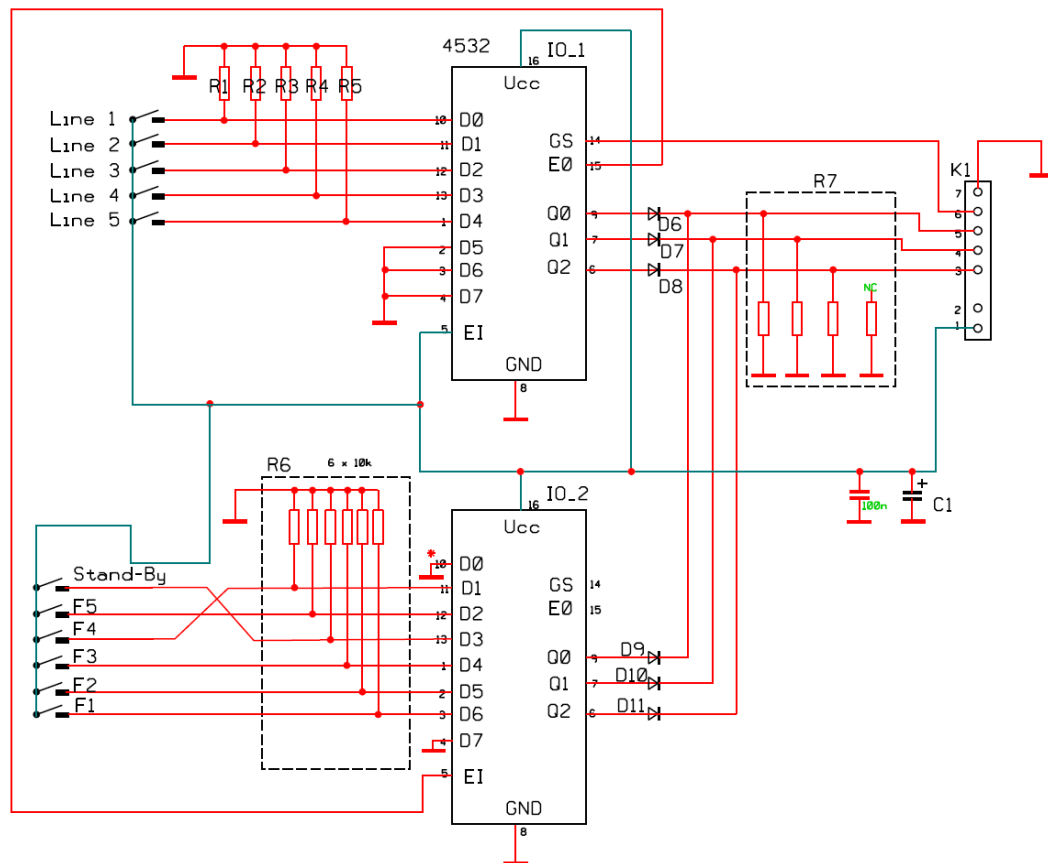 4532 IO_1
16
Ucc
R1 R2 R3 R4 R5
Line 1
Line 2
Line 3
Line 4
Line 5
10 D0
11 D1
12 D2
13 D3
1 D4
2 D5
3 D6
4 D7
5 EI
GS 14
E0 15
Q0 9
Q1 7
Q2 6
GND
8
D6
D7
D8
R7
NC
K1
7
6
5
4
3
2
1
R6 6 x 10k
IO_2
16
Ucc
100n
+
C1
*
10 D0
11 D1
12 D2
13 D3
1 D4
2 D5
3 D6
4 D7
5 EI
GS 14
E0 15
Q0 9
Q1 7
Q2 6
GND
8
Stand-By
F5
F4
F3
F2
F1
D9
D10
D11